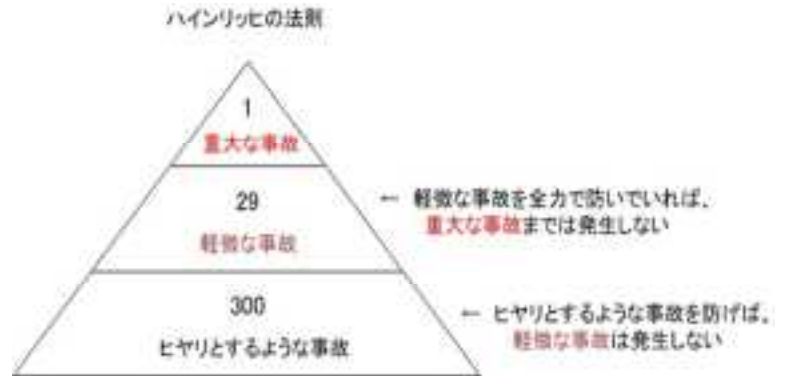 ハインリッヒの法則
1
重大な事故
29
軽微な事故
← 軽微な事故を全力で防いでいれば、
重大な事故までは発生しない
300
ヒヤリとするような事故
← ヒヤリとするような事故を防げば、
軽微な事故は発生しない